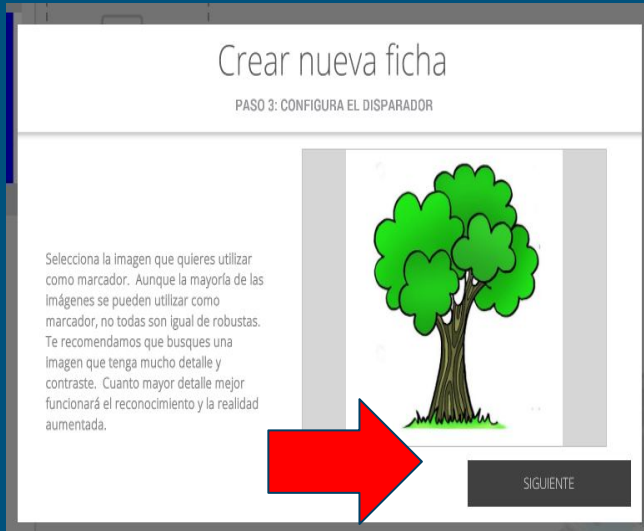 Crear nueva ficha
PASO 3: CONFIGURA EL DISPARADOR
Selecciona la imagen que quieres utilizar
como marcador. Aunque la mayoría de las
imágenes se pueden utilizar como
marcador, no todas son igual de robustas.
Te recomendamos que busques una
imagen que tenga mucho detalle y
contraste. Cuanto mayor detalle mejor
funcionará el reconocimiento y la realidad
aumentada.
SIGUIENTE